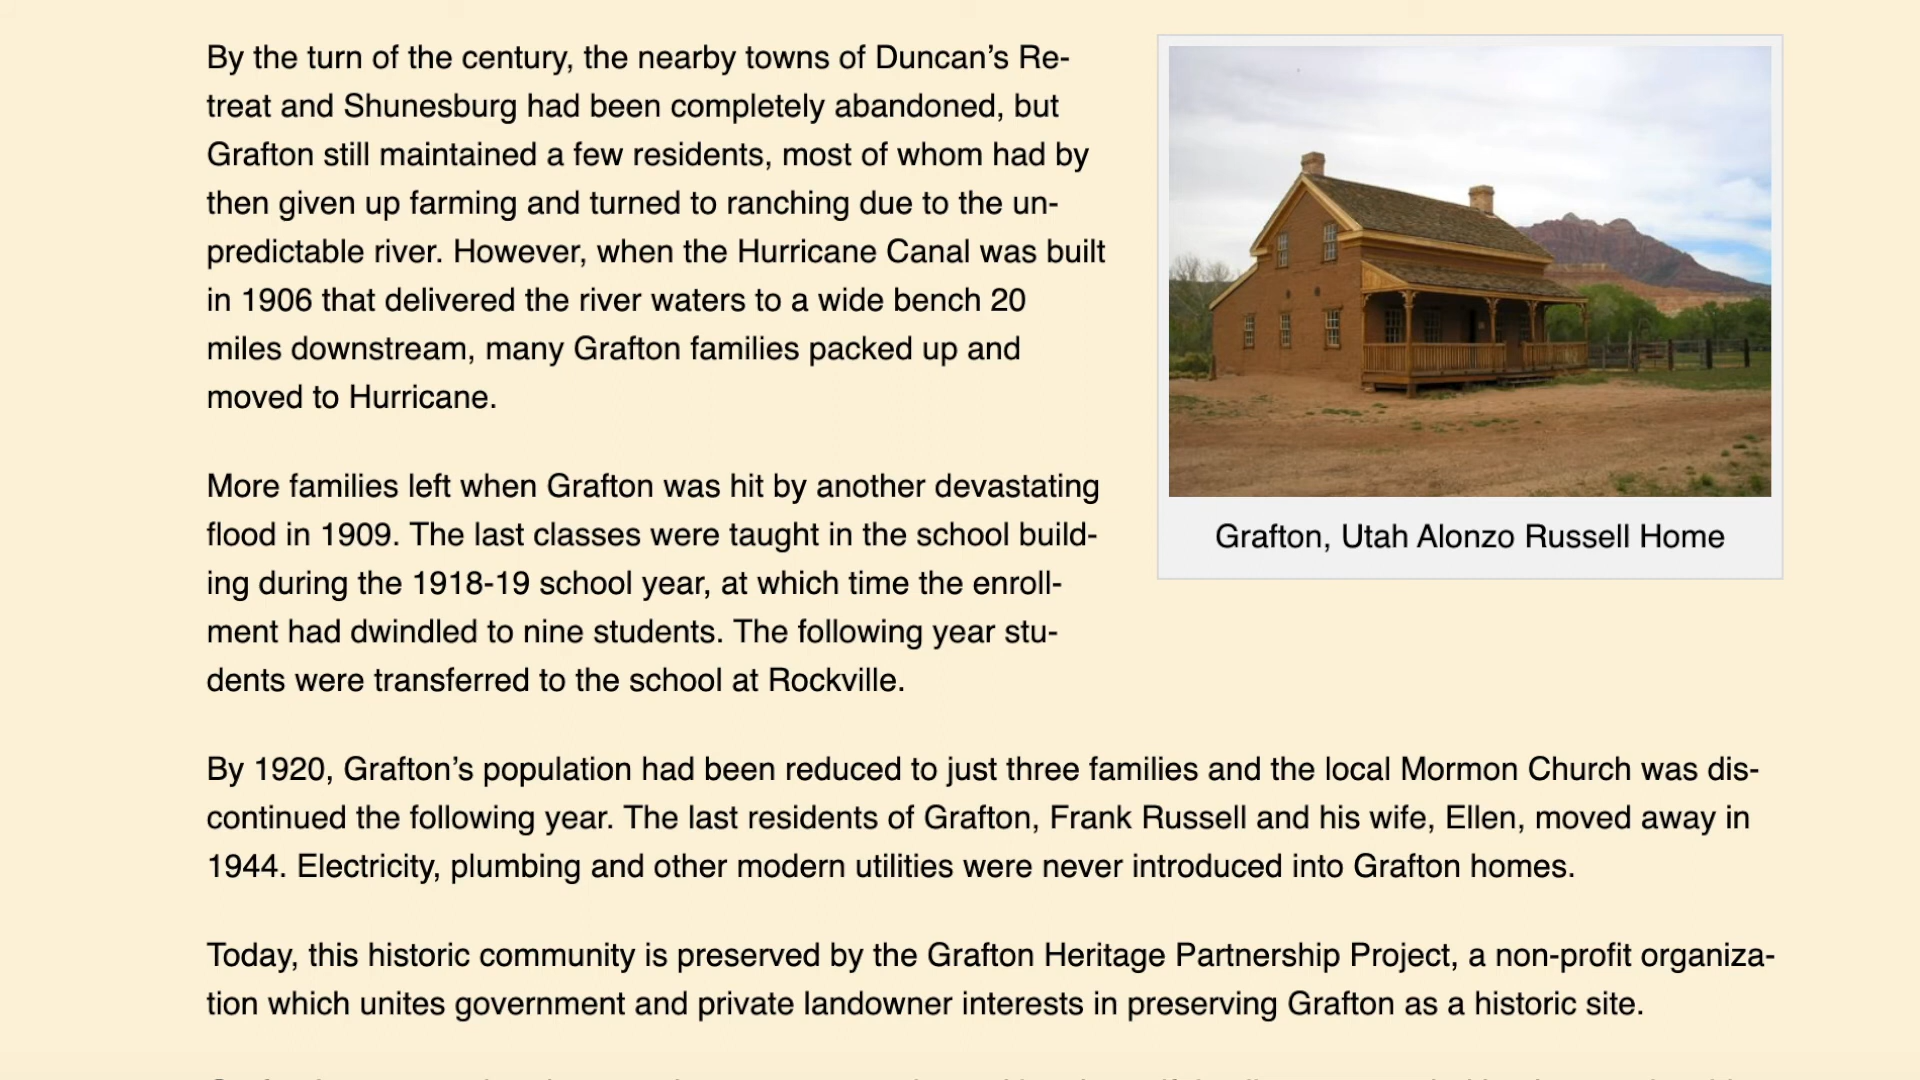 By the turn of the century, the nearby towns of Duncan’s Re-
treat and Shunesburg had been completely abandoned, but
Grafton still maintained a few residents, most of whom had by
then given up farming and turned to ranching due to the un-
predictable river. However, when the Hurricane Canal was built
in 1906 that delivered the river waters to a wide bench 20
miles downstream, many Grafton families packed up and
moved to Hurricane.
More families left when Grafton was hit by another devastating
flood in 1909. The last classes were taught in the school build-
ing during the 1918-19 school year, at which time the enroll-
ment had dwindled to nine students. The following year stu-
dents were transferred to the school at Rockville.
Grafton, Utah Alonzo Russell Home
By 1920, Grafton’s population had been reduced to just three families and the local Mormon Church was dis-
continued the following year. The last residents of Grafton, Frank Russell and his wife, Ellen, moved away in
1944. Electricity, plumbing and other modern utilities were never introduced into Grafton homes.
Today, this historic community is preserved by the Grafton Heritage Partnership Project, a non-profit organiza-
tion which unites government and private landowner interests in preserving Grafton as a historic site.